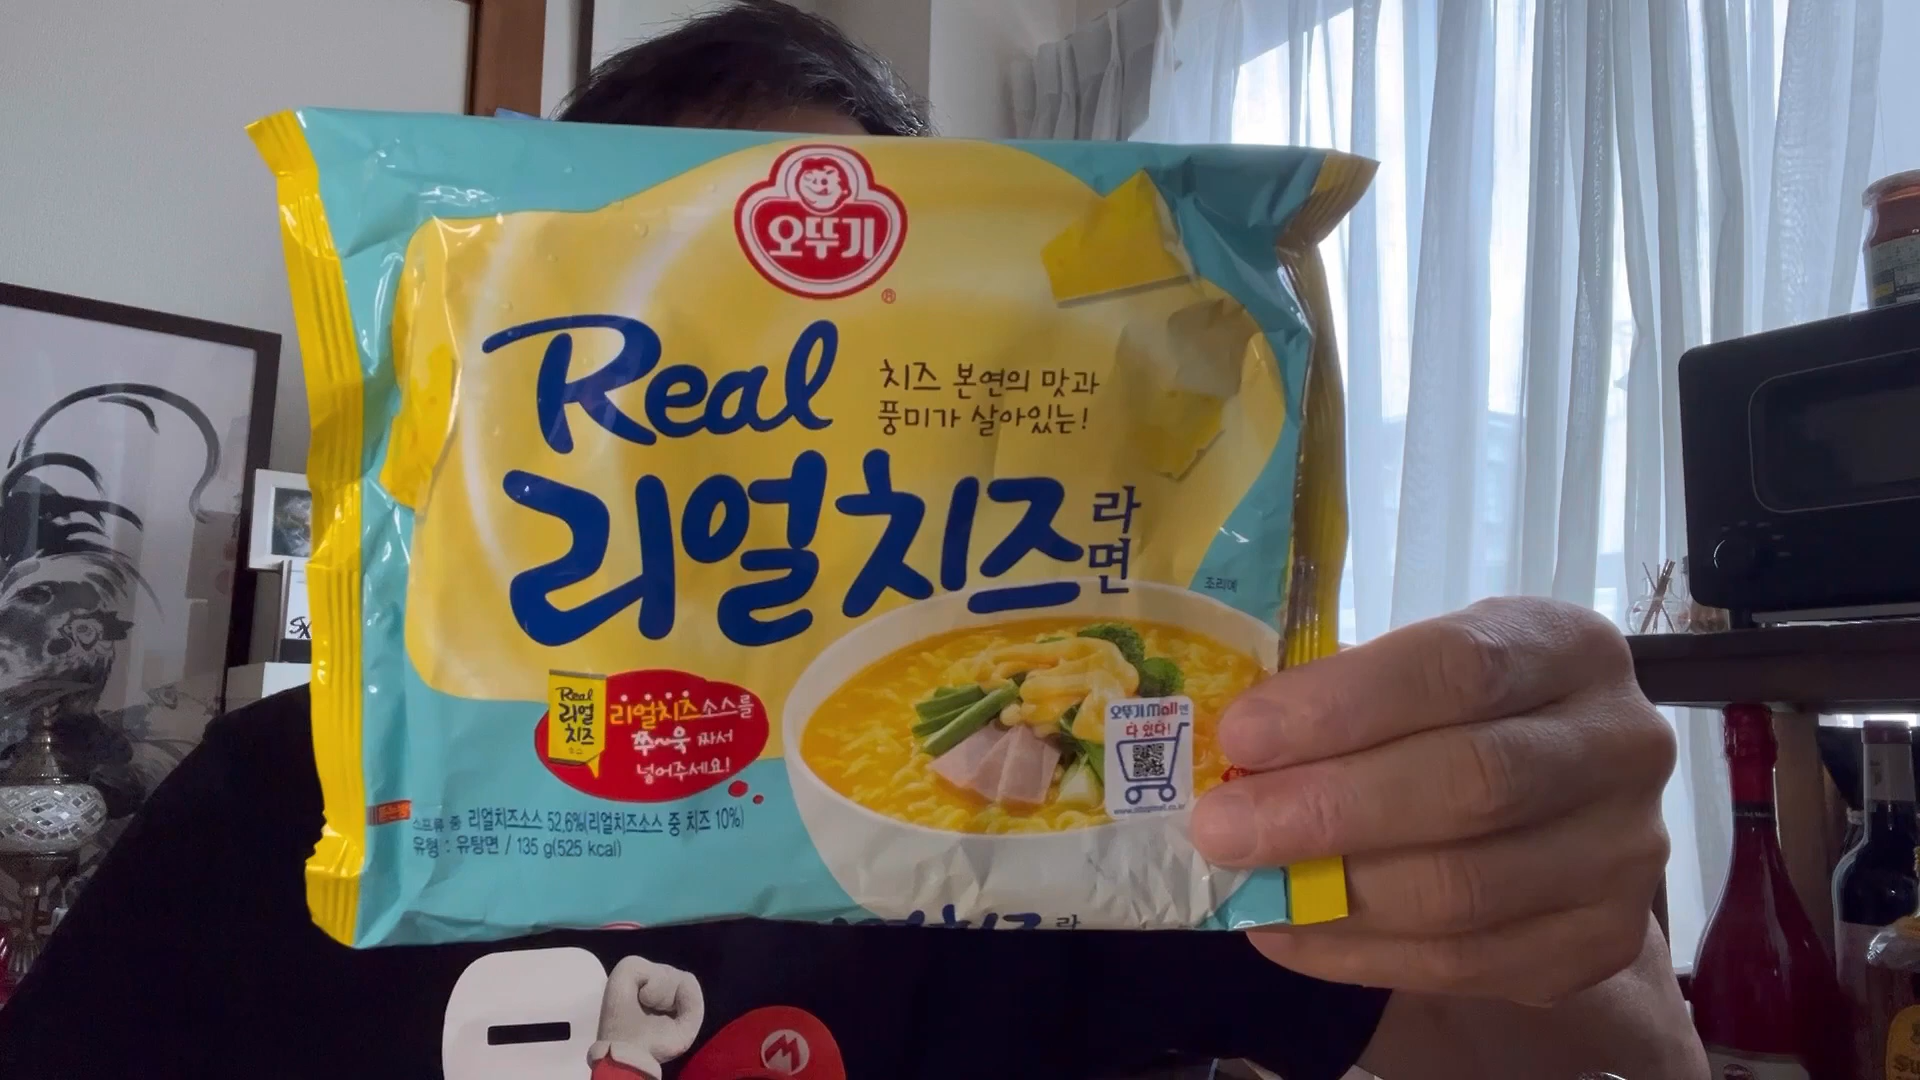 오뚜기
®
Real
치즈 본연의 맛과
풍미가 살아있는!
리얼치즈
라면
조리예
Real
리얼
치즈
리얼치즈소스를
쭈~욱 짜서
넣어주세요!
오뚜기mall엔
다 있다!
스프류 중 리얼치즈소스 52.6%(리얼치즈소스 중 치즈 10%)
유형 : 유탕면 / 135 g(525 kcal)
M